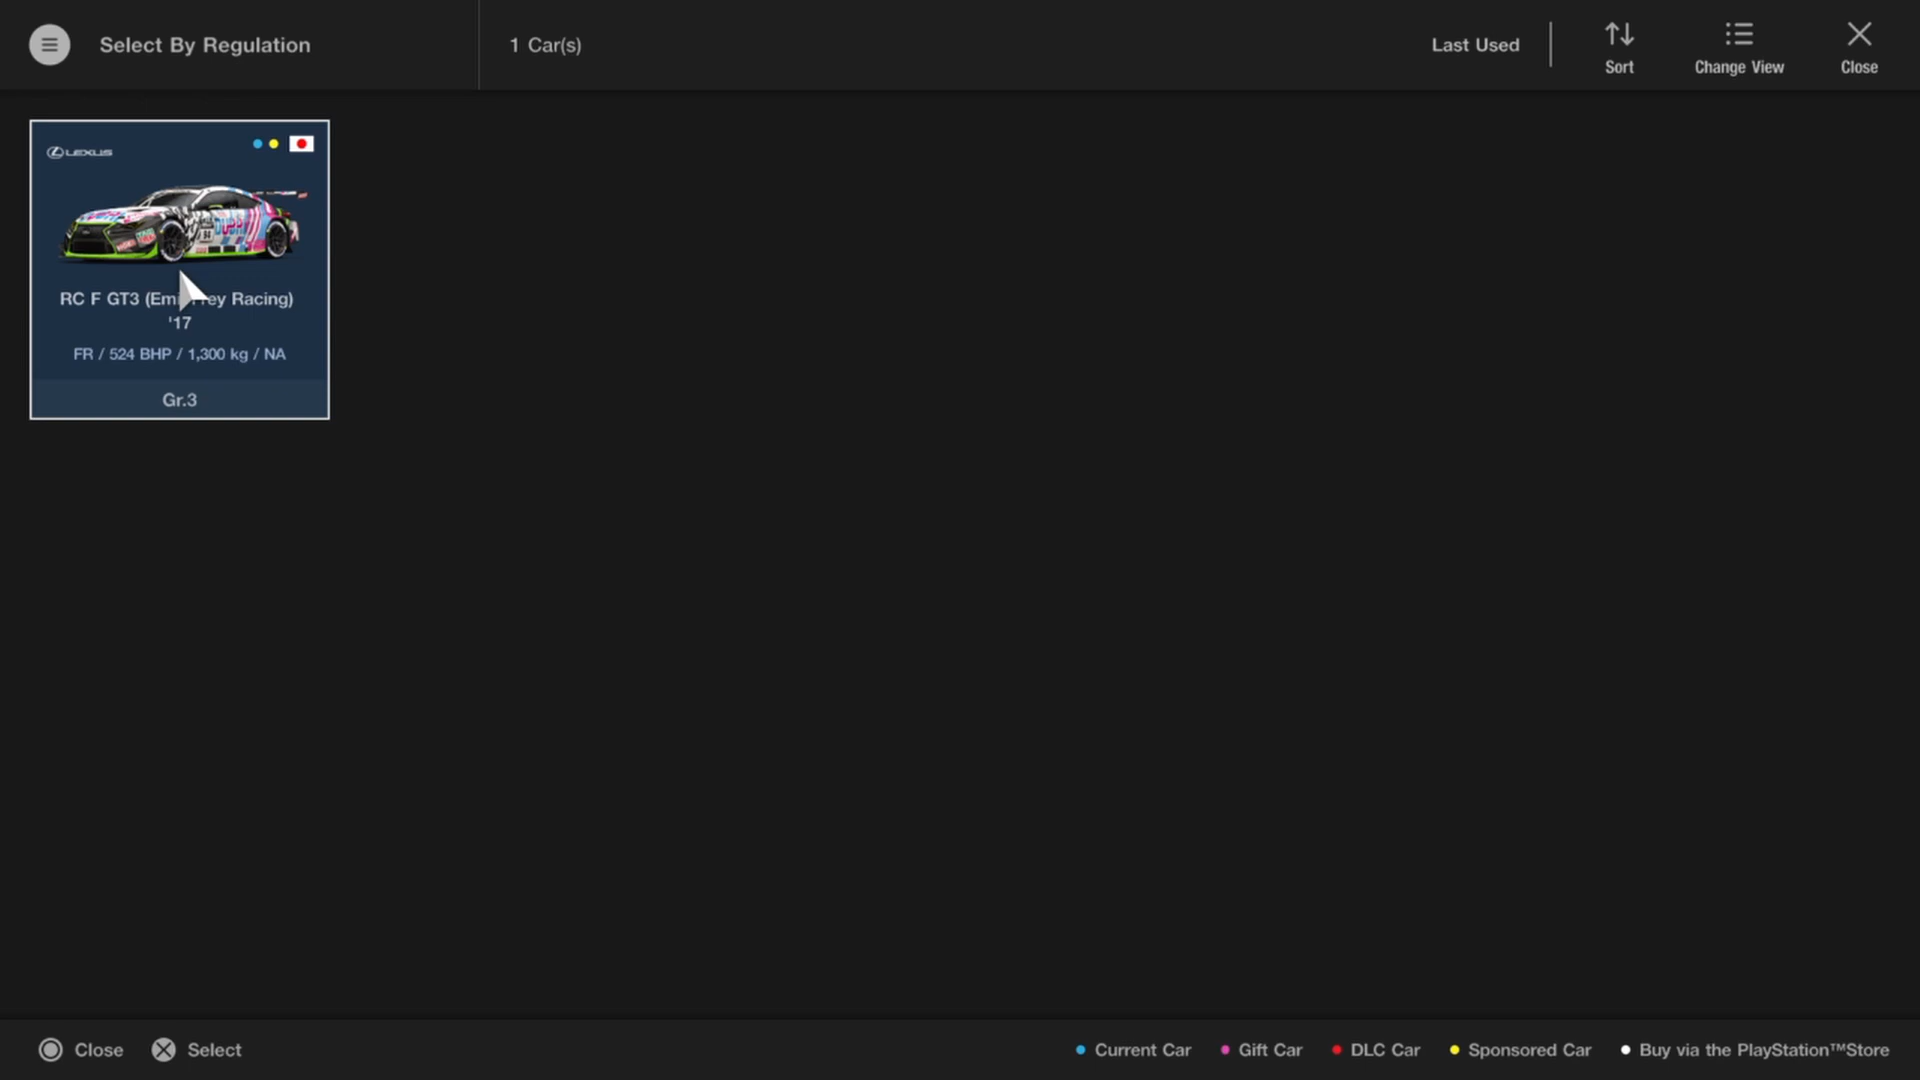 Select By Regulation
1 Car(s)
Last Used
Sort
Change View
Close
LEXUS
RC F GT3 (Emi ey Racing)
'17
FR / 524 BHP / 1,300 kg / NA
Gr.3
Close
Select
Current Car
Gift Car
DLC Car
Sponsored Car
Buy via the PlayStation™Store